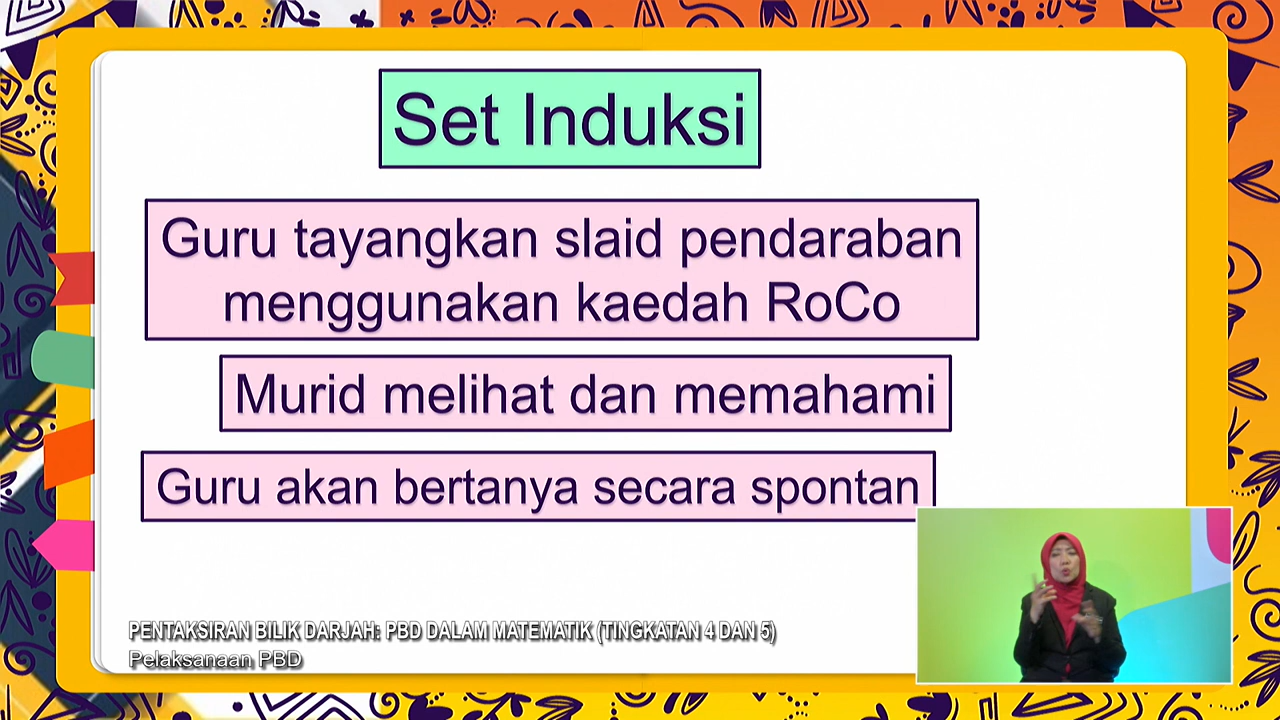 Set Induksi
Guru tayangkan slaid pendaraban
menggunakan kaedah RoCo
Murid melihat dan memahami
Guru akan bertanya secara spontan
PENTAKSIRAN BILIK DARJAH: PBD DALAM MATEMATIK (TINGKATAN 4 DAN 5)
Pelaksanaan PBD